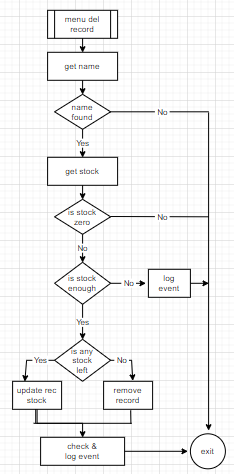 menu del
record
get name
name
found
No
Yes
get stock
is stock
zero
No
No
is stock
enough
No
log
event
Yes
is any
stock
left
Yes
No
update rec
stock
remove
record
check &
log event
exit